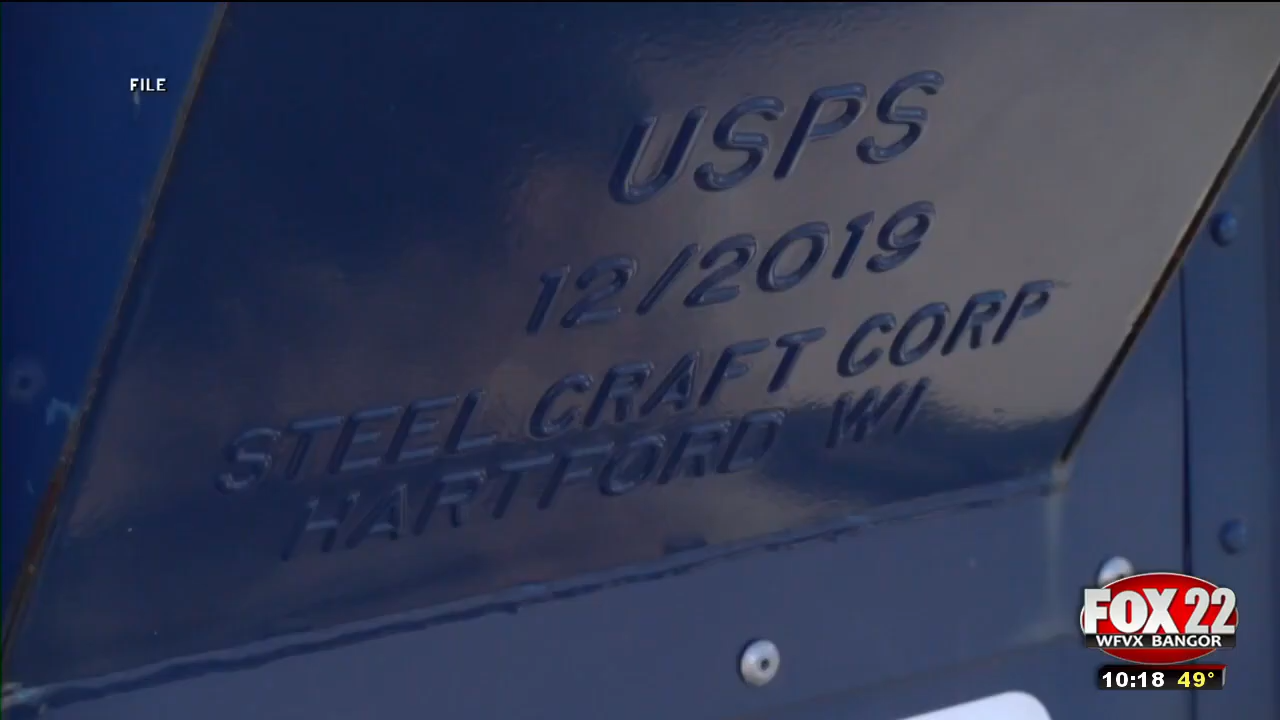 FILE
USPS
12/2019
STEEL CRAFT CORP
HARTFORD WI
FOX 22
WFVX BANGOR
10:18 49°